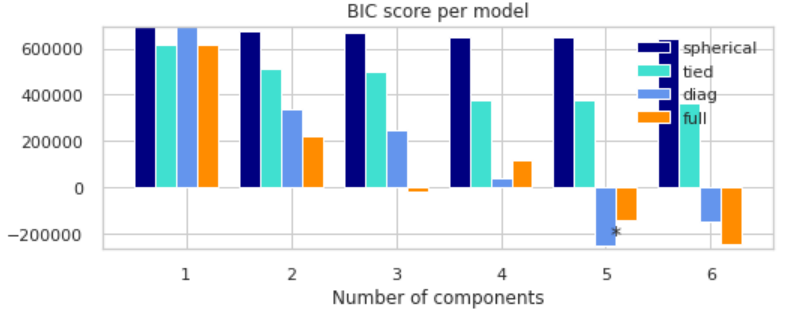 BIC score per model
600000
400000
200000
0
−200000
spherical
tied
diag
full
*
1 2 3 4 5 6
Number of components